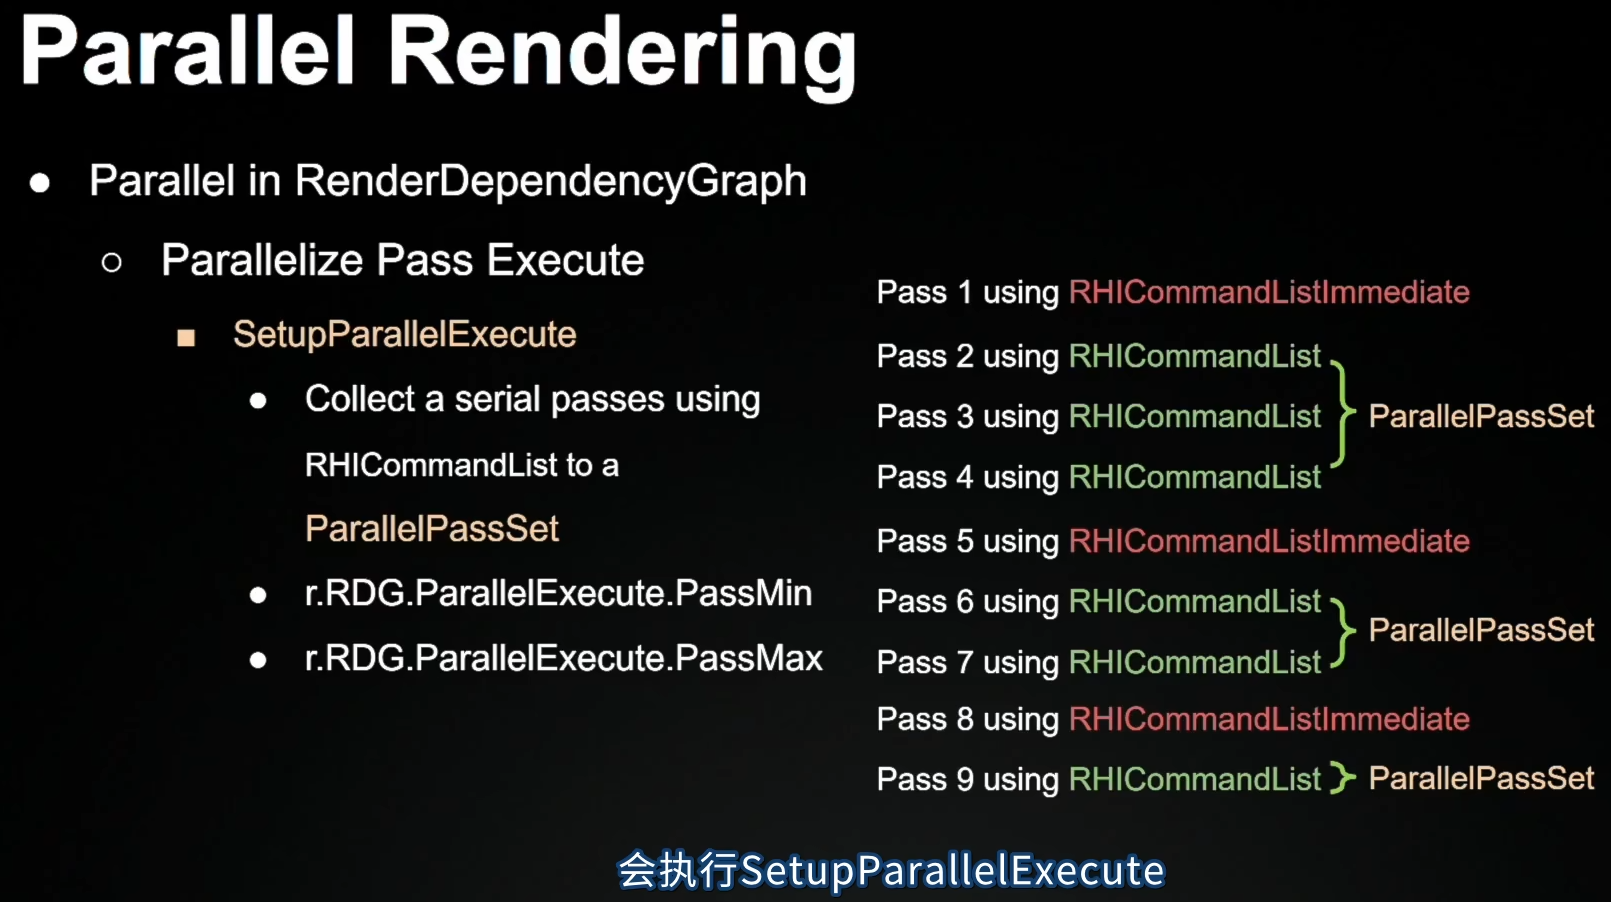 Parallel Rendering
Parallel in RenderDependencyGraph
Parallelize Pass Execute
SetupParallelExecute
Collect a serial passes using
RHICommandList to a
ParallelPassSet
r.RDG.ParallelExecute.PassMin
r.RDG.ParallelExecute.PassMax
Pass 1 using RHICommandListImmediate
Pass 2 using RHICommandList
Pass 3 using RHICommandList
ParallelPassSet
Pass 4 using RHICommandList
Pass 5 using RHICommandListImmediate
Pass 6 using RHICommandList
ParallelPassSet
Pass 7 using RHICommandList
Pass 8 using RHICommandListImmediate
Pass 9 using RHICommandList
ParallelPassSet
会执行SetupParallelExecute